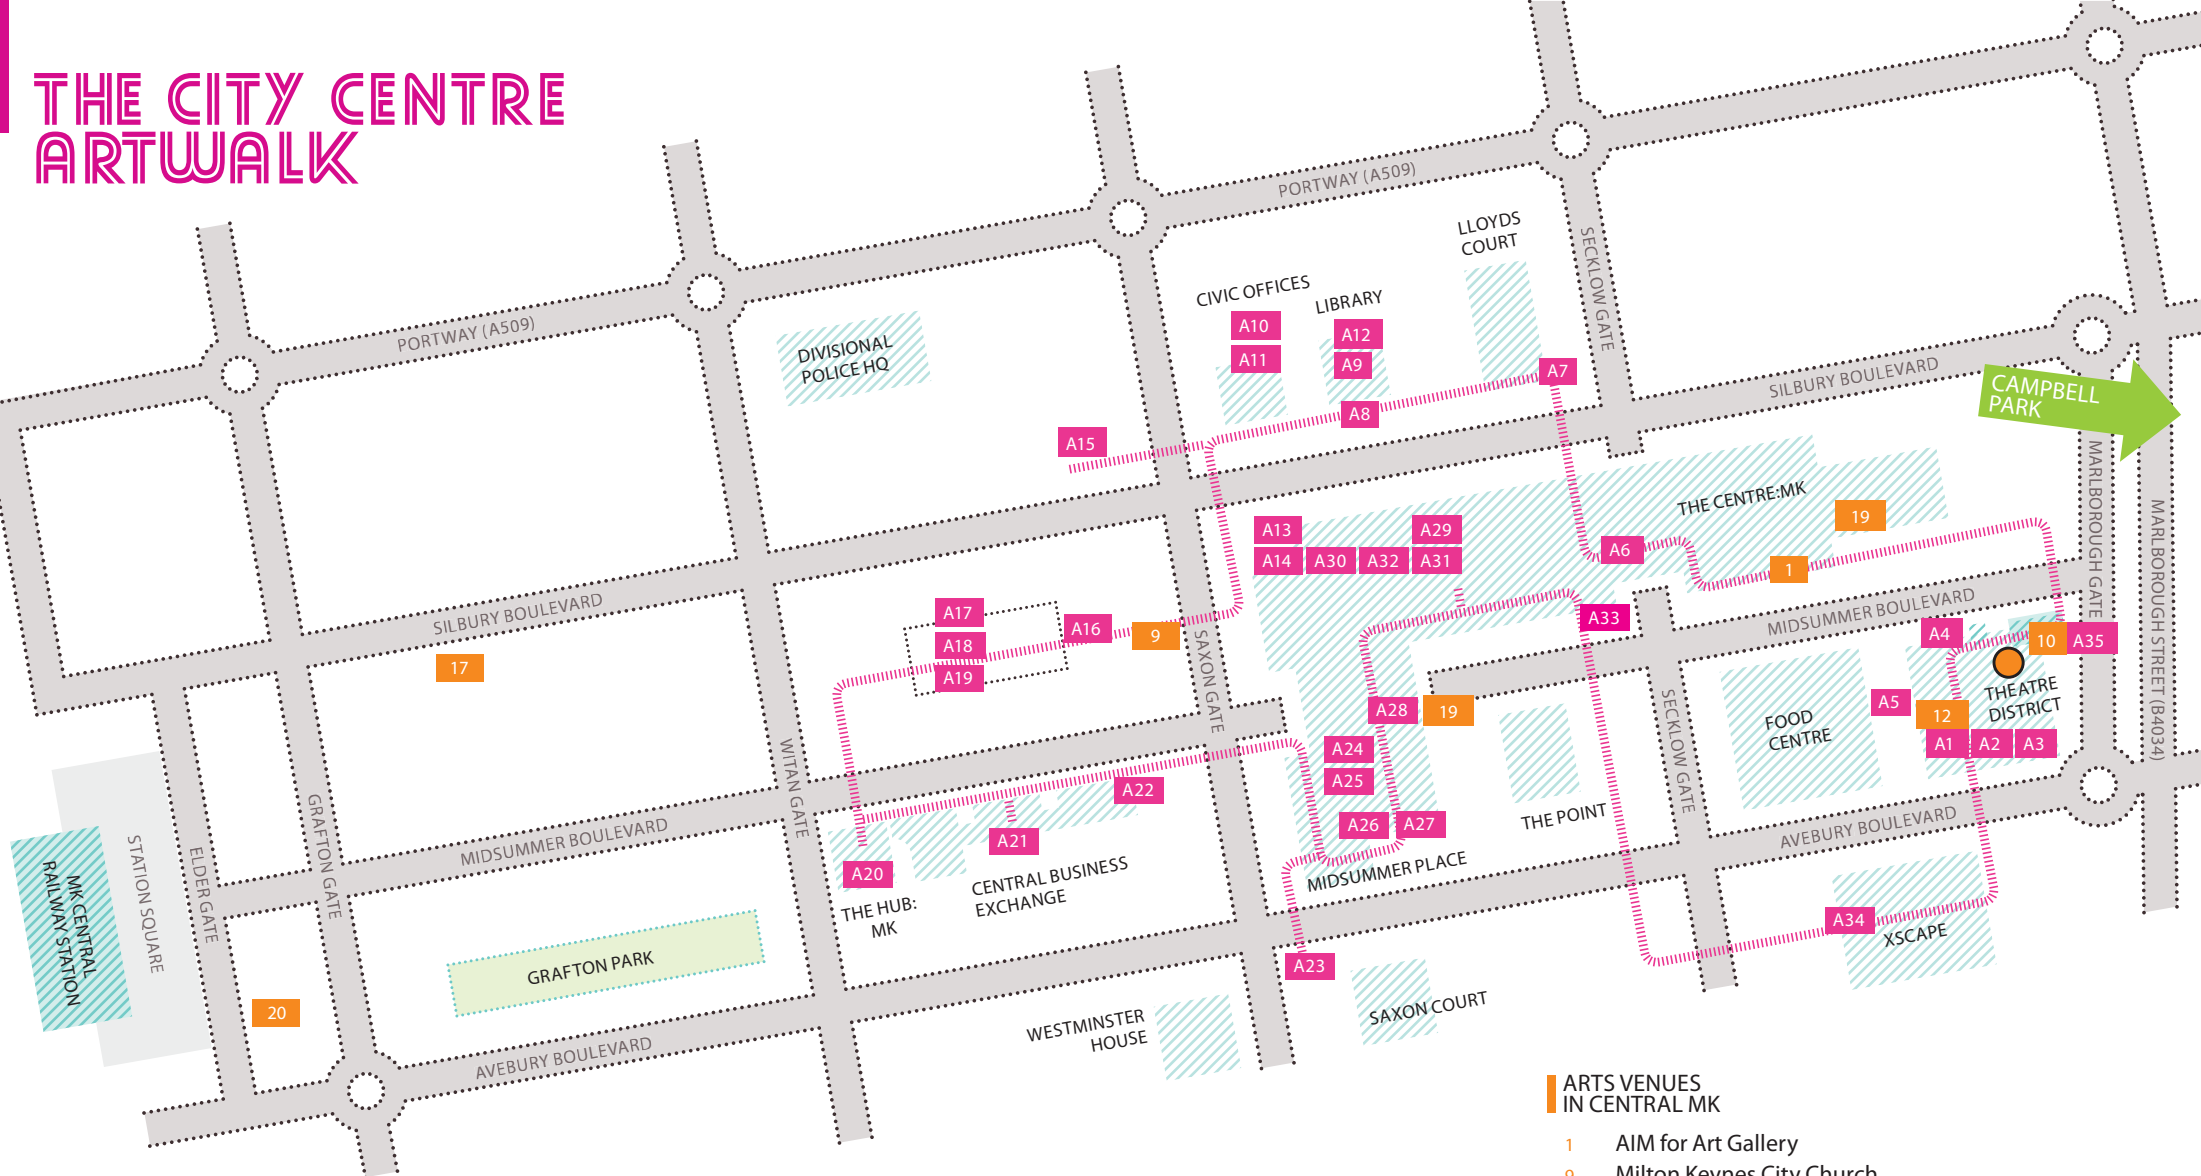 THE CITY CENTRE
ARTWALK
PORTWAY (A509)
PORTWAY (A509)
LLOYDS
COURT
SECKLOW GATE
CIVIC OFFICES
LIBRARY
A10
A12
A11
A9
A7
A8
DIVISIONAL
POLICE HQ
A15
SILBURY BOULEVARD
CAMPBELL
PARK
MARLBOROUGH GATE
MARLBOROUGH STREET (B4034)
THE CENTRE:MK
19
A13
A29
A14
A30
A32
A31
A6
1
SILBURY BOULEVARD
17
A17
A18
A19
A16
9
SAXON GATE
A33
MIDSUMMER BOULEVARD
A4
10
A35
THEATRE
DISTRICT
A5
12
A1
A2
A3
FOOD
CENTRE
SECKLOW GATE
A28
19
A24
A25
A26
A27
THE POINT
MIDSUMMER PLACE
AVEBURY BOULEVARD
WITAN GATE
A22
A21
A20
CENTRAL BUSINESS
EXCHANGE
THE HUB:
MK
MIDSUMMER BOULEVARD
GRAFTON GATE
ELDER GATE
STATION SQUARE
MK CENTRAL
RAILWAY STATION
GRAFTON PARK
20
A23
A34
XSCAPE
WESTMINSTER
HOUSE
SAXON COURT
AVEBURY BOULEVARD
ARTS VENUES
IN CENTRAL MK
1 AIM for Art Gallery
9 Milton Keynes City Church